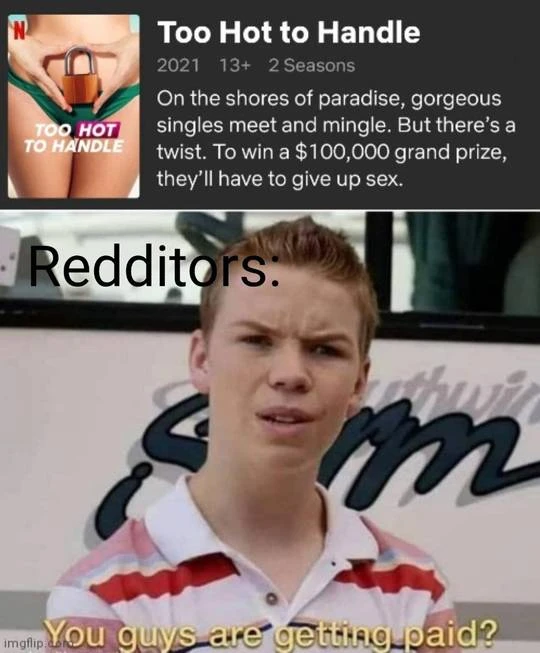 N
Too Hot to Handle
2021 13+ 2 Seasons
On the shores of paradise, gorgeous
singles meet and mingle. But there's a
twist. To win a $100,000 grand prize,
they'll have to give up sex.
TOO HOT
TO HANDLE
Redditors:
You guys are getting paid?
imgflip.com